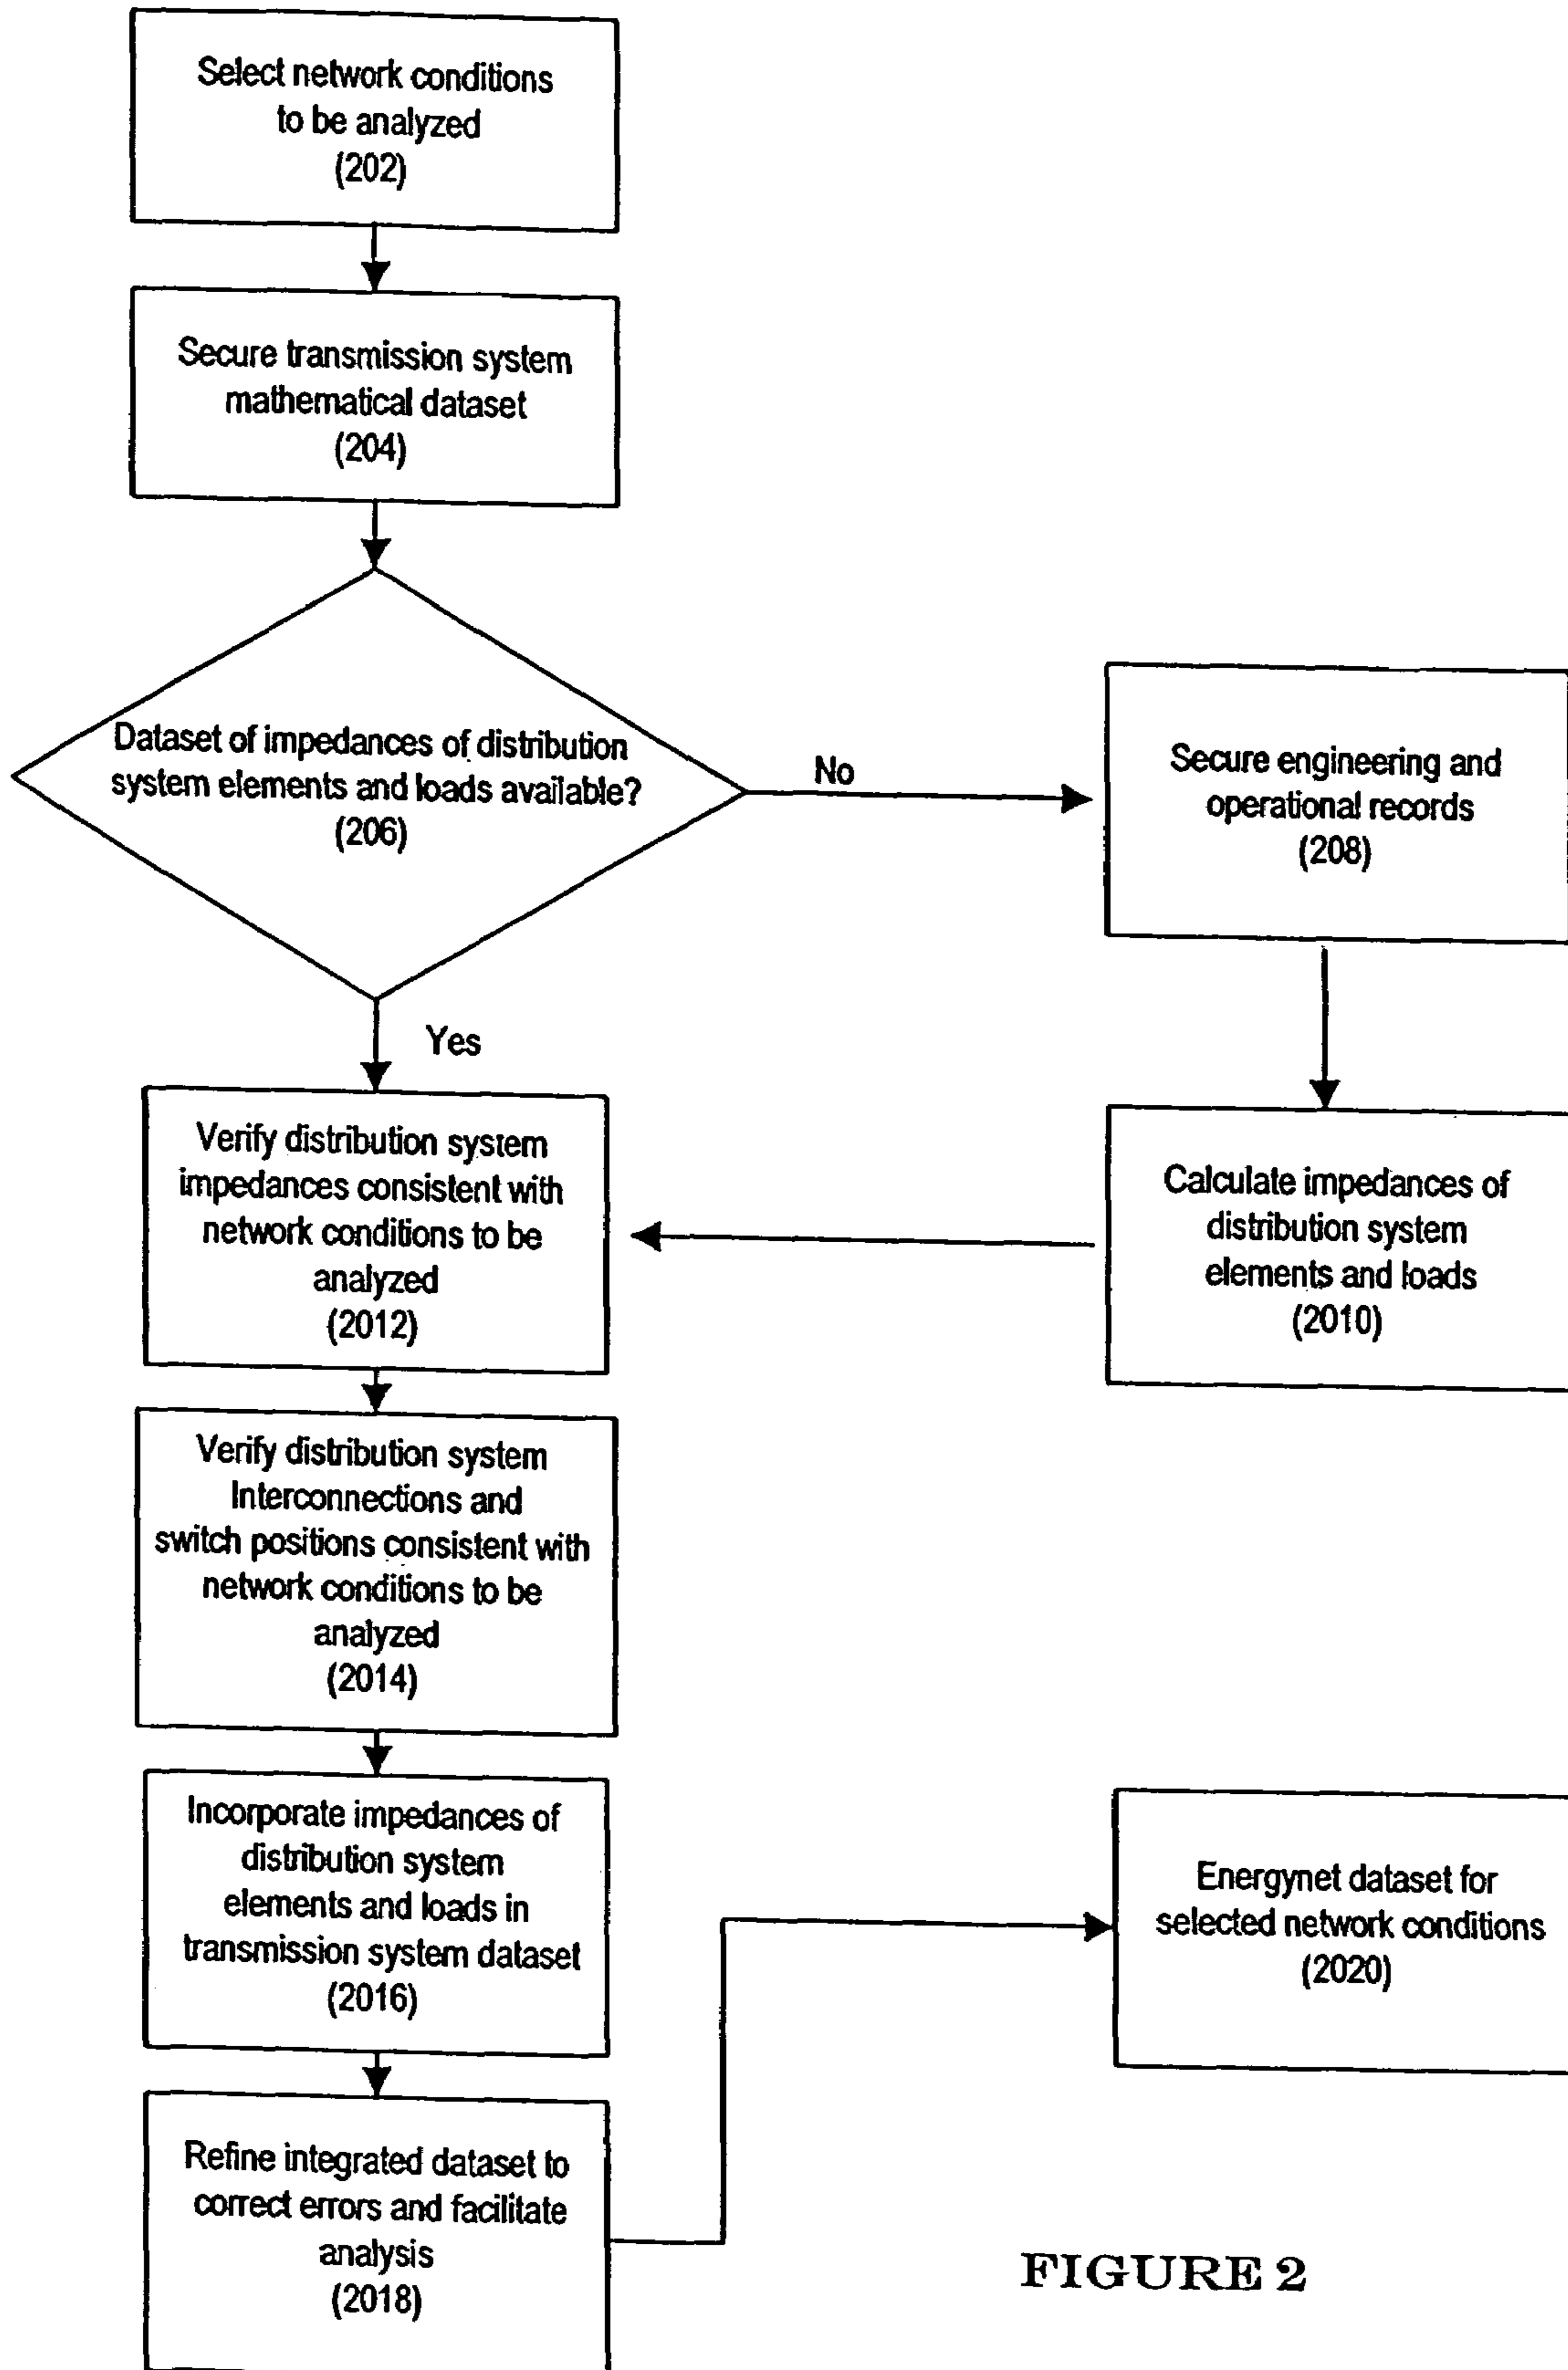 Select network conditions
to be analyzed
(202)
Secure transmission system
mathematical dataset
(204)
Dataset of impedances of distribution
system elements and loads available?
(206)
No
Secure engineering and
operational records
(208)
Yes
Verify distribution system
impedances consistent with
network conditions to be
analyzed
(2012)
Calculate impedances of
distribution system
elements and loads
(2010)
Verify distribution system
Interconnections and
switch positions consistent with
network conditions to be
analyzed
(2014)
Incorporate impedances of
distribution system
elements and loads in
transmission system dataset
(2016)
Energynet dataset for
selected network conditions
(2020)
Refine integrated dataset to
correct errors and facilitate
analysis
(2018)
FIGURE 2